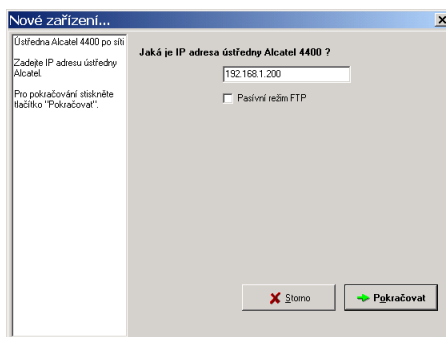 Nové zařízení...
Ústředna Alcatel 4400 po síti
Zadejte IP adresu ústředny
Alcatel.
Pro pokračování stiskněte
tlačítko "Pokračovat".
Jaká je IP adresa ústředny Alcatel 4400 ?
192.168.1.200
Pasívní režim FTP
Storno
Pokračovat